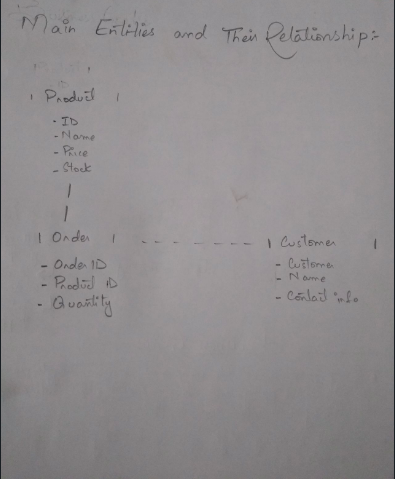 Main Entities and Their Relationship:-
Product
- ID
- Name
- Price
- Stock
Order
- Order ID
- Product ID
- Quantity
Customer
- Customer
- Name
- Contact info